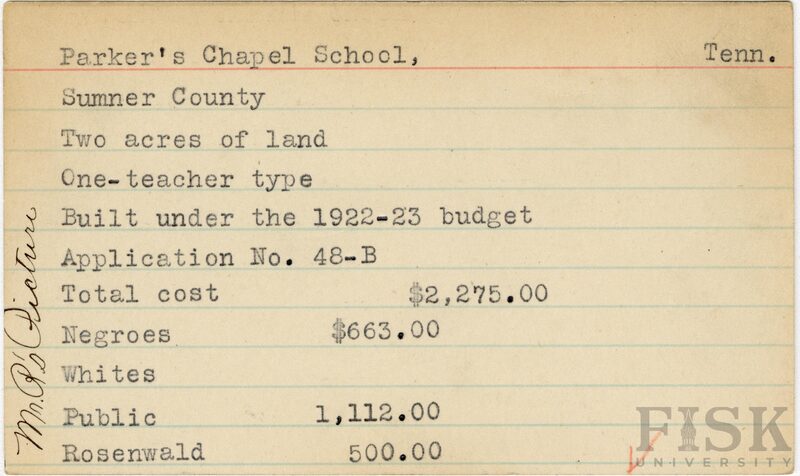 Parker's Chapel School, Tenn.
Sumner County
Two acres of land
One-teacher type
Built under the 1922-23 budget
Application No. 48-B
Total cost $2,275.00
Negroes $663.00
Whites
Public 1,112.00
Rosenwald 500.00
Mr. R's Picture
FISK
UNIVERSITY